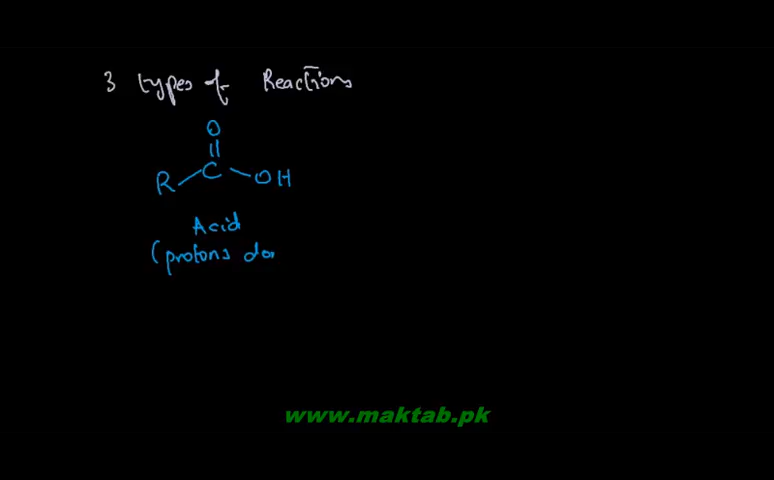 3 types of Reactions
O
||
R C OH
Acid
(protons do
www.maktab.pk